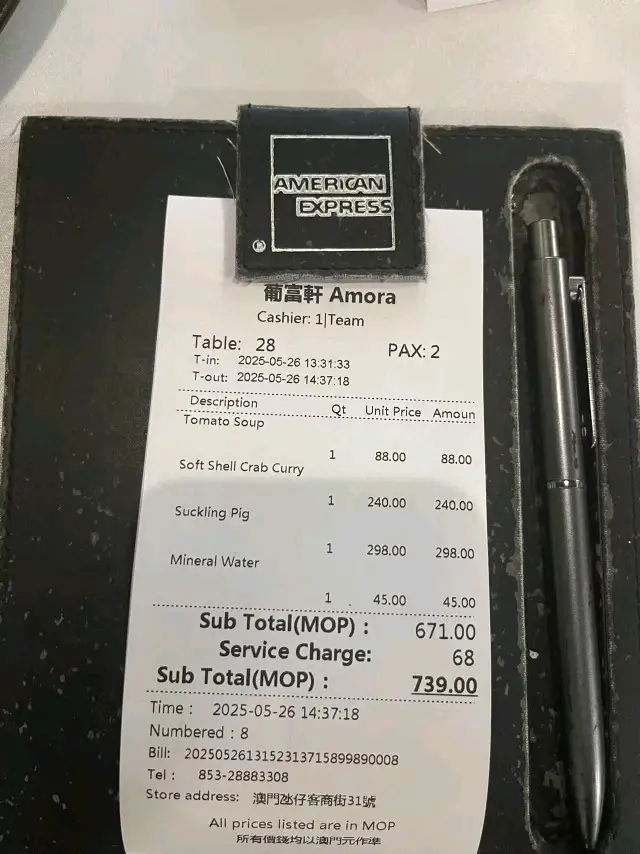 AMERICAN
EXPRESS
葡富軒 Amora
Cashier: 1|Team
Table: 28 PAX: 2
T-in: 2025-05-26 13:31:33
T-out: 2025-05-26 14:37:18
Description Qt Unit Price Amoun
Tomato Soup
1 88.00 88.00
Soft Shell Crab Curry
1 240.00 240.00
Suckling Pig
1 298.00 298.00
Mineral Water
1 45.00 45.00
Sub Total(MOP) : 671.00
Service Charge: 68
Sub Total(MOP) : 739.00
Time : 2025-05-26 14:37:18
Numbered : 8
Bill: 2025052613152313715899890008
Tel : 853-28883308
Store address: 澳門氹仔客商街31號
All prices listed are in MOP
所有價錢均以澳門元作準